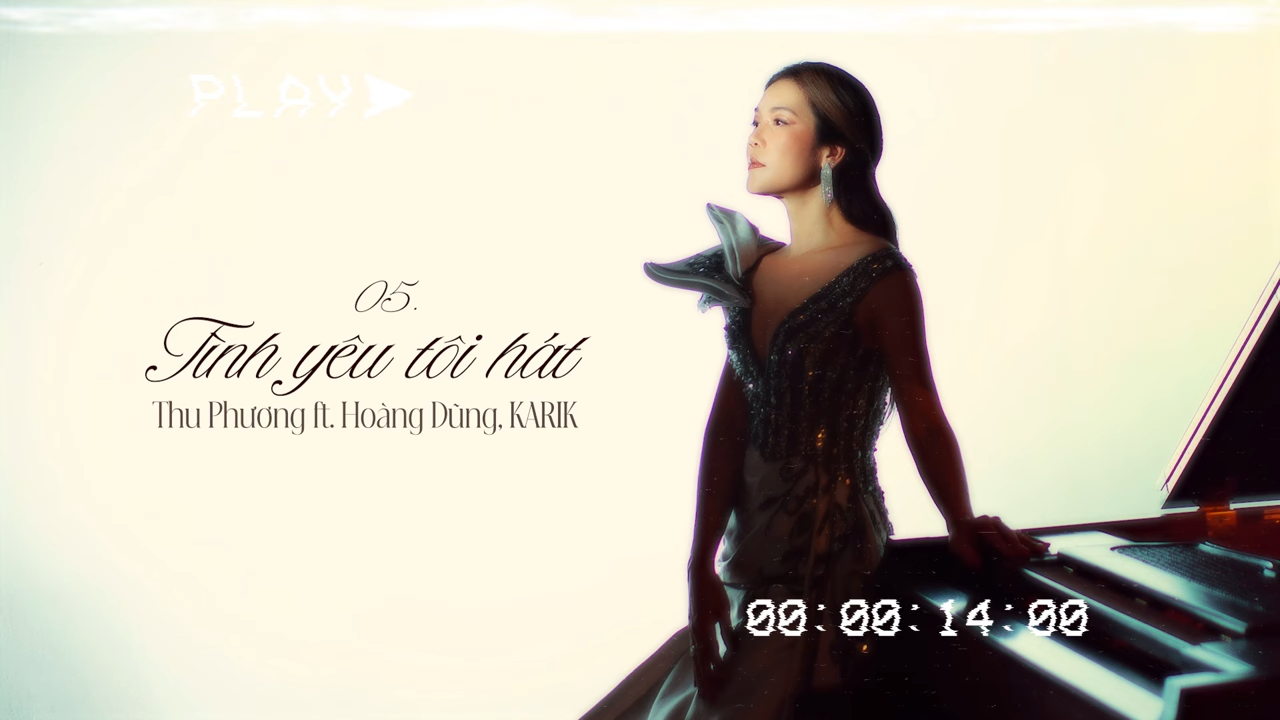 PLAY
05.
Tình yêu tôi hát
Thu Phương ft. Hoàng Dũng, KARIK
00:00:14:00